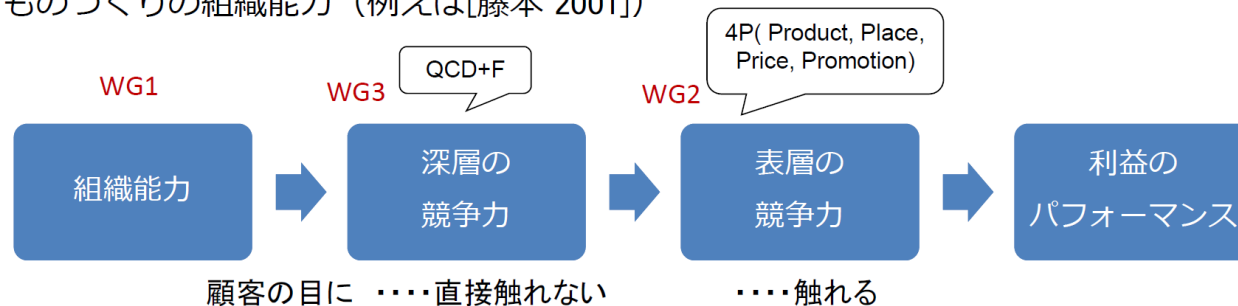 ものづくりの組織能力（例えば[藤本 2001]）
4P( Product, Place,
Price, Promotion)
QCD+F
WG1
WG3
WG2
組織能力
深層の
競争力
表層の
競争力
利益の
パフォーマンス
顧客の目に ････直接触れない
････触れる